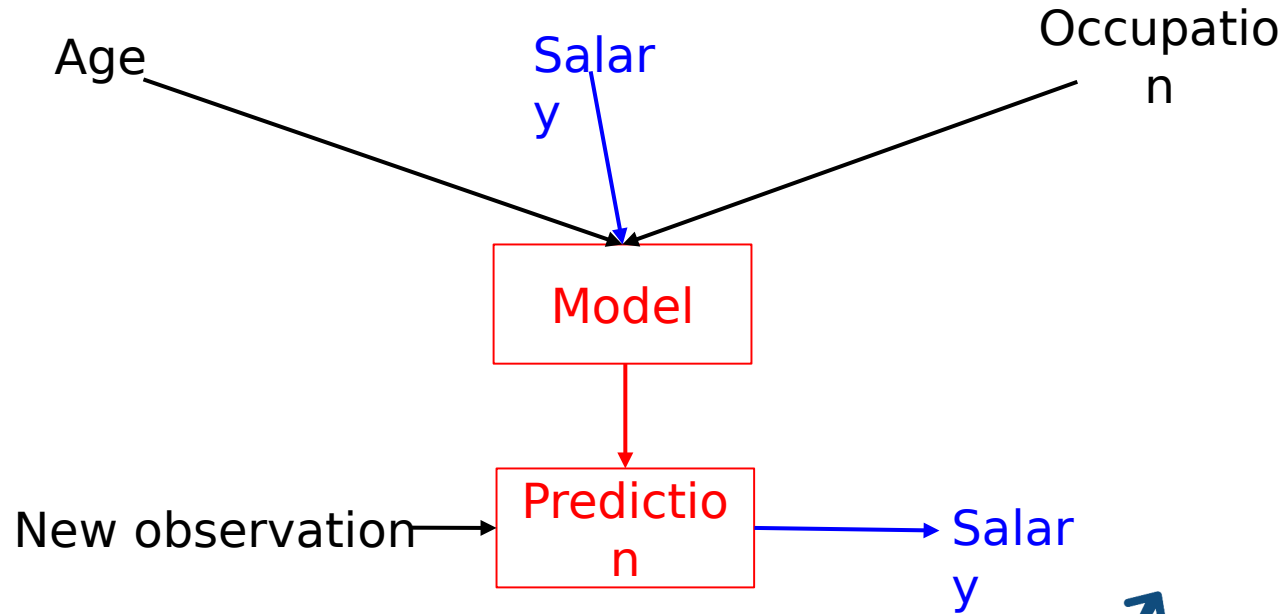 Age
Salar
y
Occupatio
n
Model
New observation
Predictio
n
Salar
y